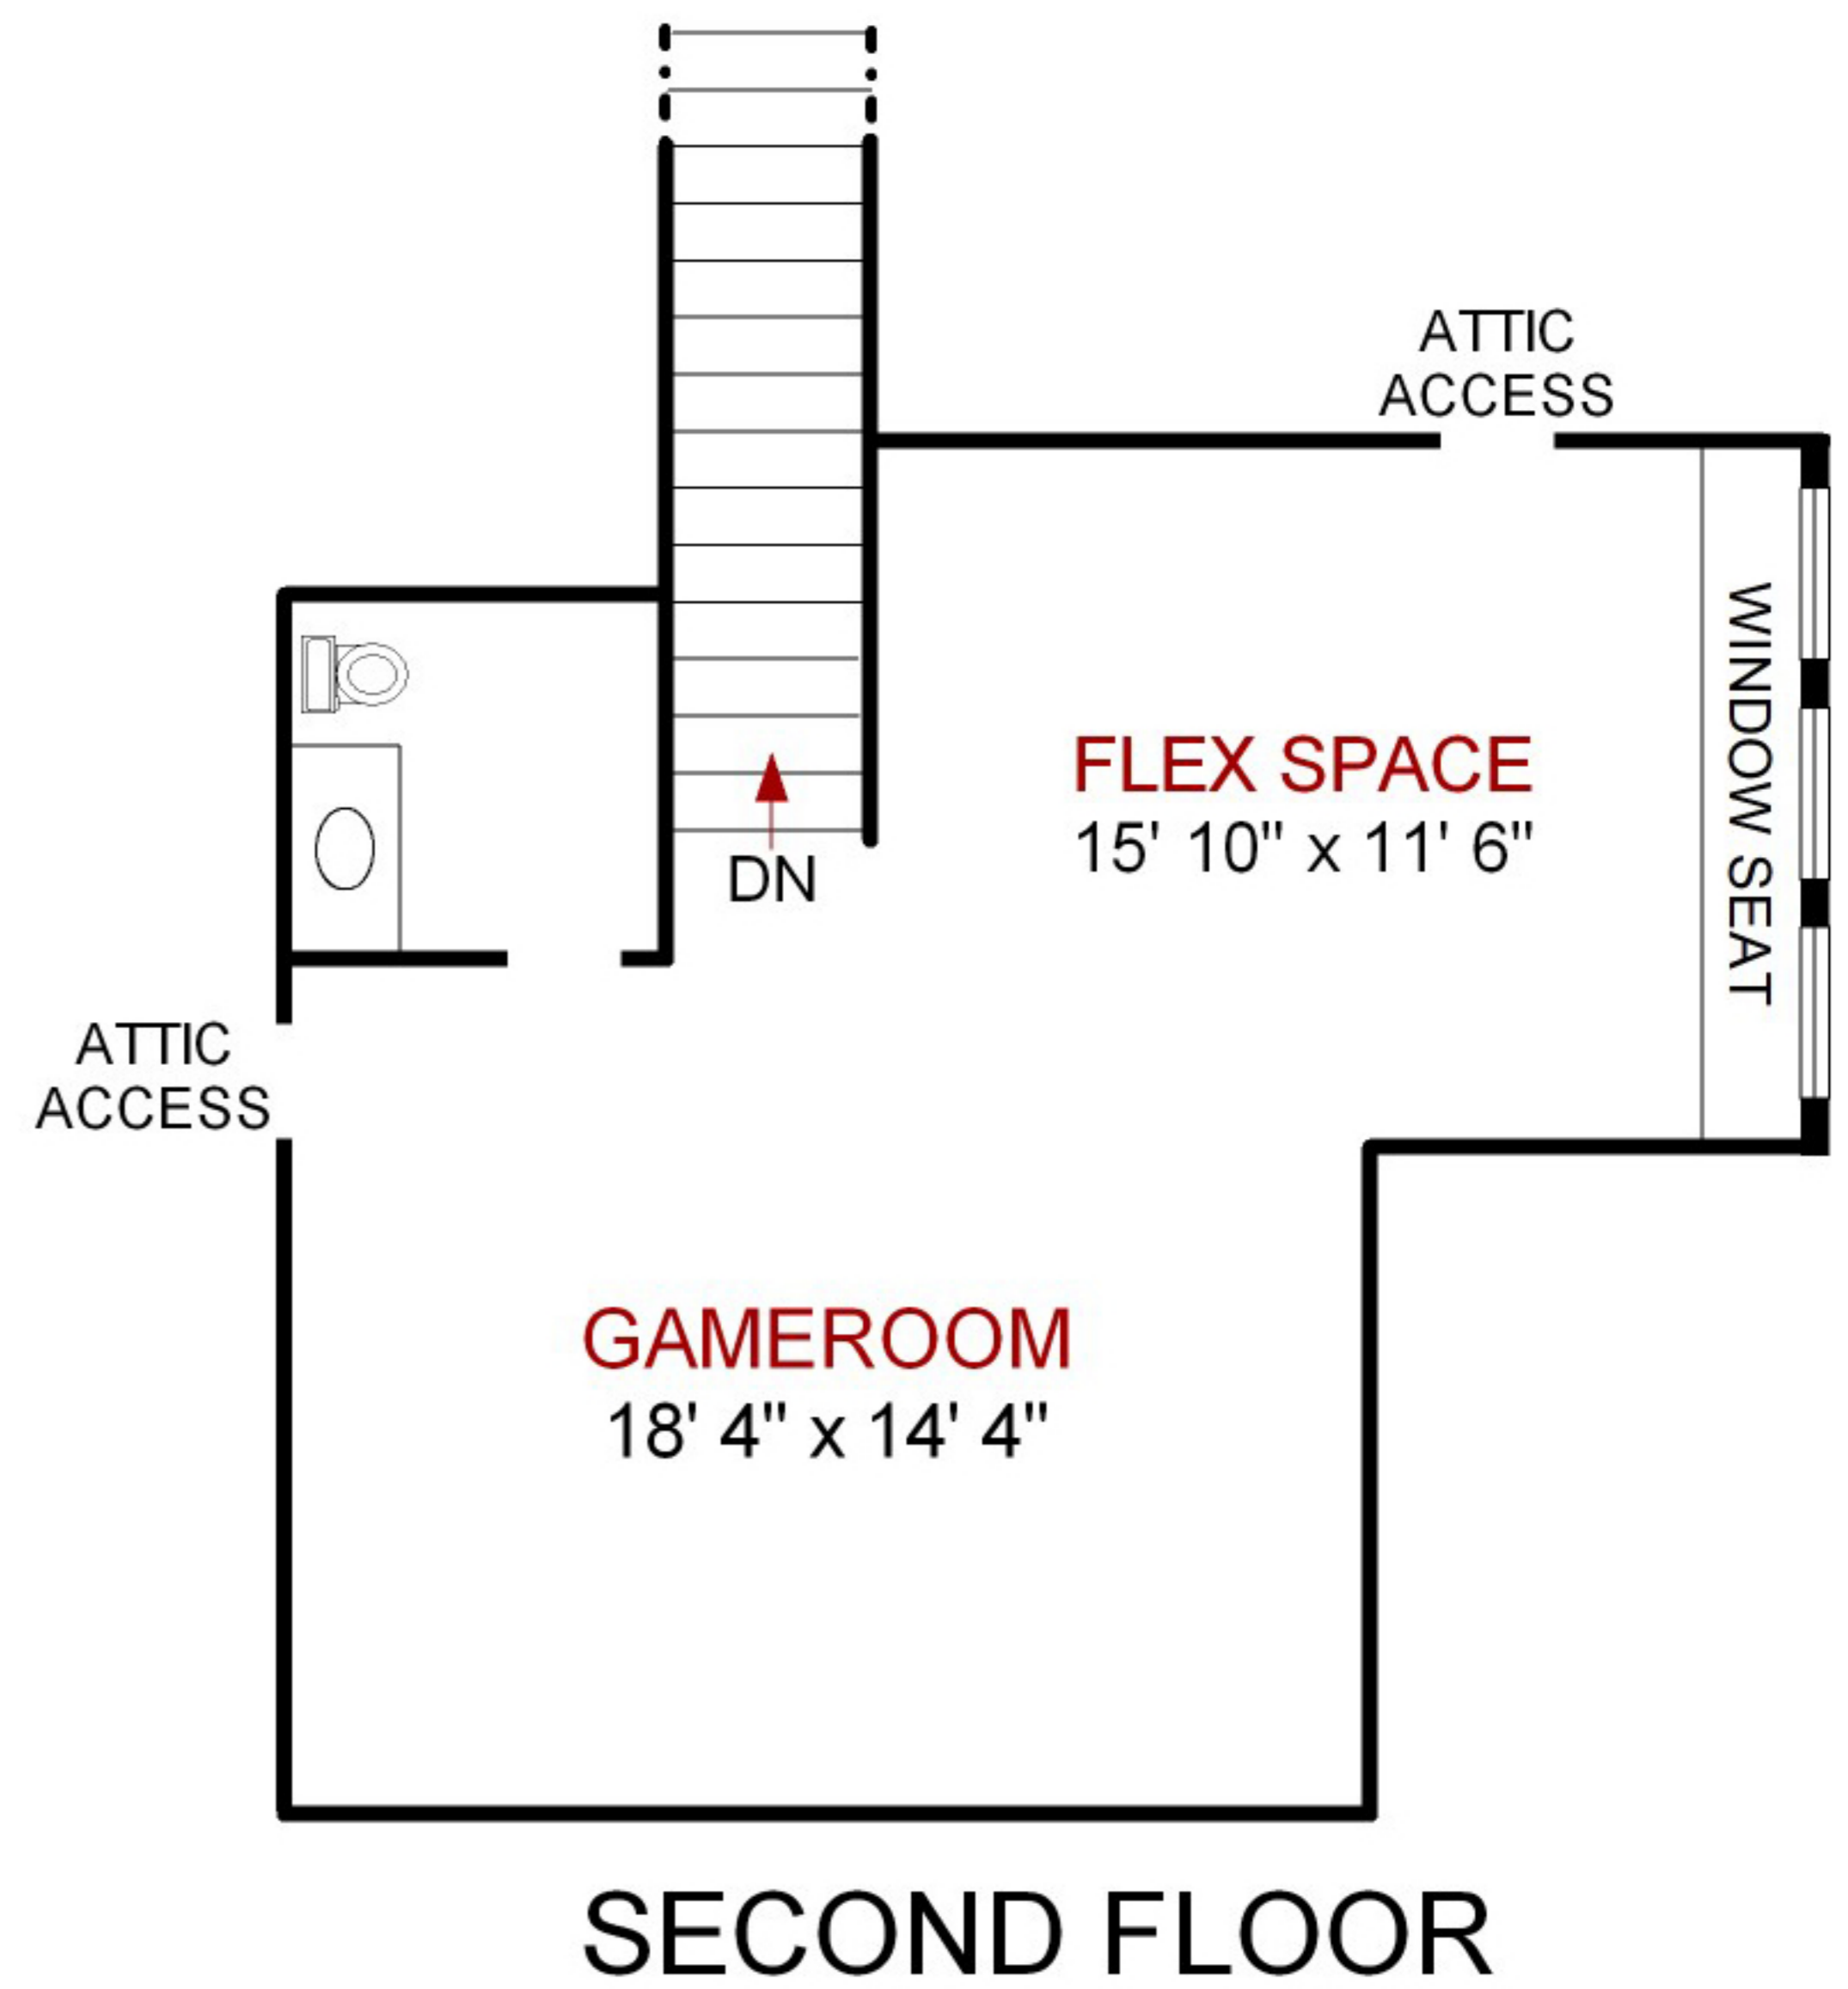 ATTIC
ACCESS
WINDOW SEAT
FLEX SPACE
15' 10" x 11' 6"
DN
ATTIC
ACCESS
GAMEROOM
18' 4" x 14' 4"
SECOND FLOOR